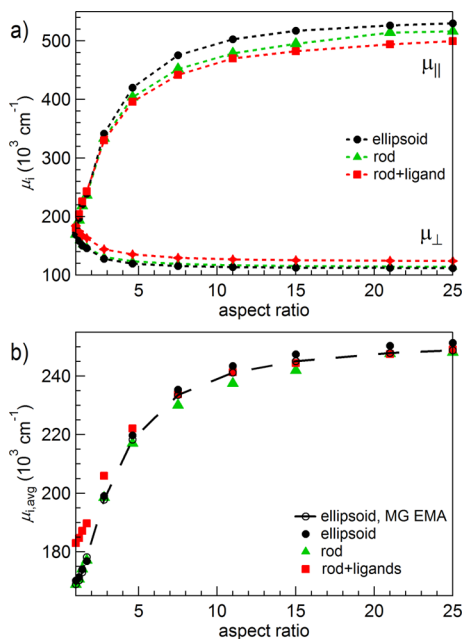 a)
μi (10³ cm⁻¹)
500
400
300
200
100
μ||
ellipsoid
rod
rod+ligand
μ⊥
5 10 15 20 25
aspect ratio
b)
μi,avg (10³ cm⁻¹)
240
220
200
180
ellipsoid, MG EMA
ellipsoid
rod
rod+ligands
5 10 15 20 25
aspect ratio